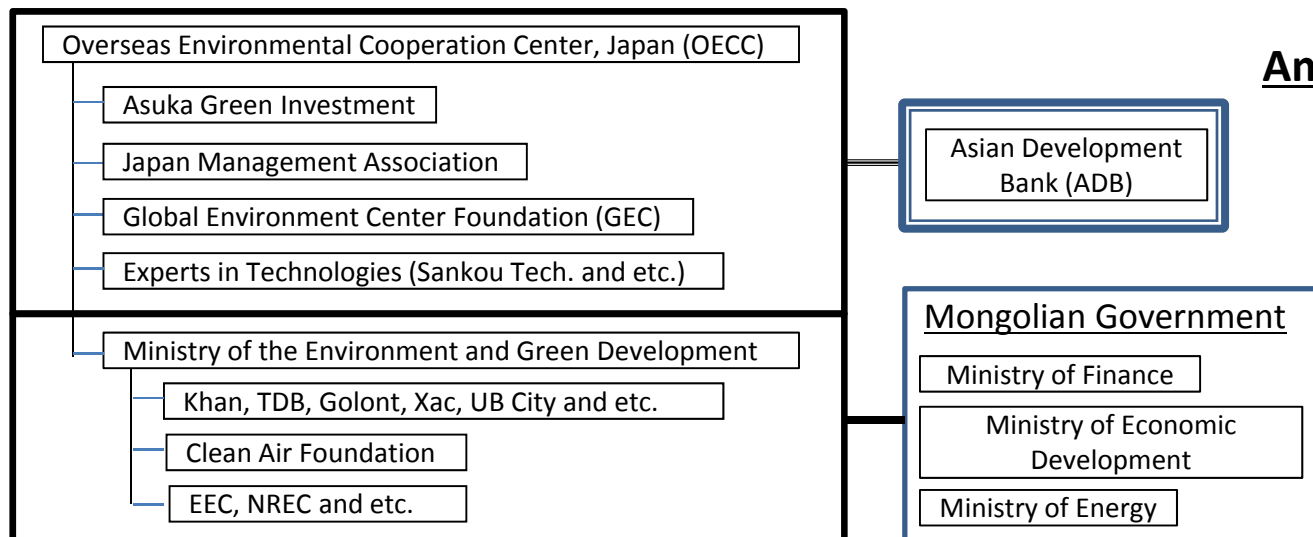 Overseas Environmental Cooperation Center, Japan (OECC)
Asuka Green Investment
Japan Management Association
Global Environment Center Foundation (GEC)
Experts in Technologies (Sankou Tech. and etc.)
Ministry of the Environment and Green Development
Khan, TDB, Golont, Xac, UB City and etc.
Clean Air Foundation
EEC, NREC and etc.
An
Asian Development
Bank (ADB)
Mongolian Government
Ministry of Finance
Ministry of Economic
Development
Ministry of Energy